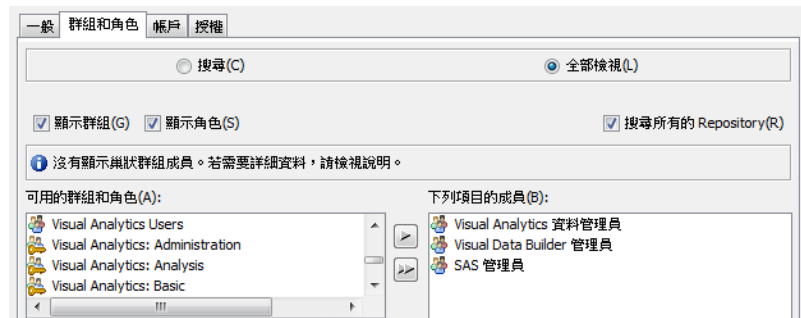 一般 群組和角色 帳戶 授權
搜尋(C) 全部檢視(L)
顯示群組(G) 顯示角色(S) 搜尋所有的 Repository(R)
沒有顯示巢狀群組成員。若需要詳細資料，請檢視說明。
可用的群組和角色(A): 下列項目的成員(B):
Visual Analytics Users Visual Analytics 資料管理員
Visual Analytics: Administration Visual Data Builder 管理員
Visual Analytics: Analysis SAS 管理員
Visual Analytics: Basic